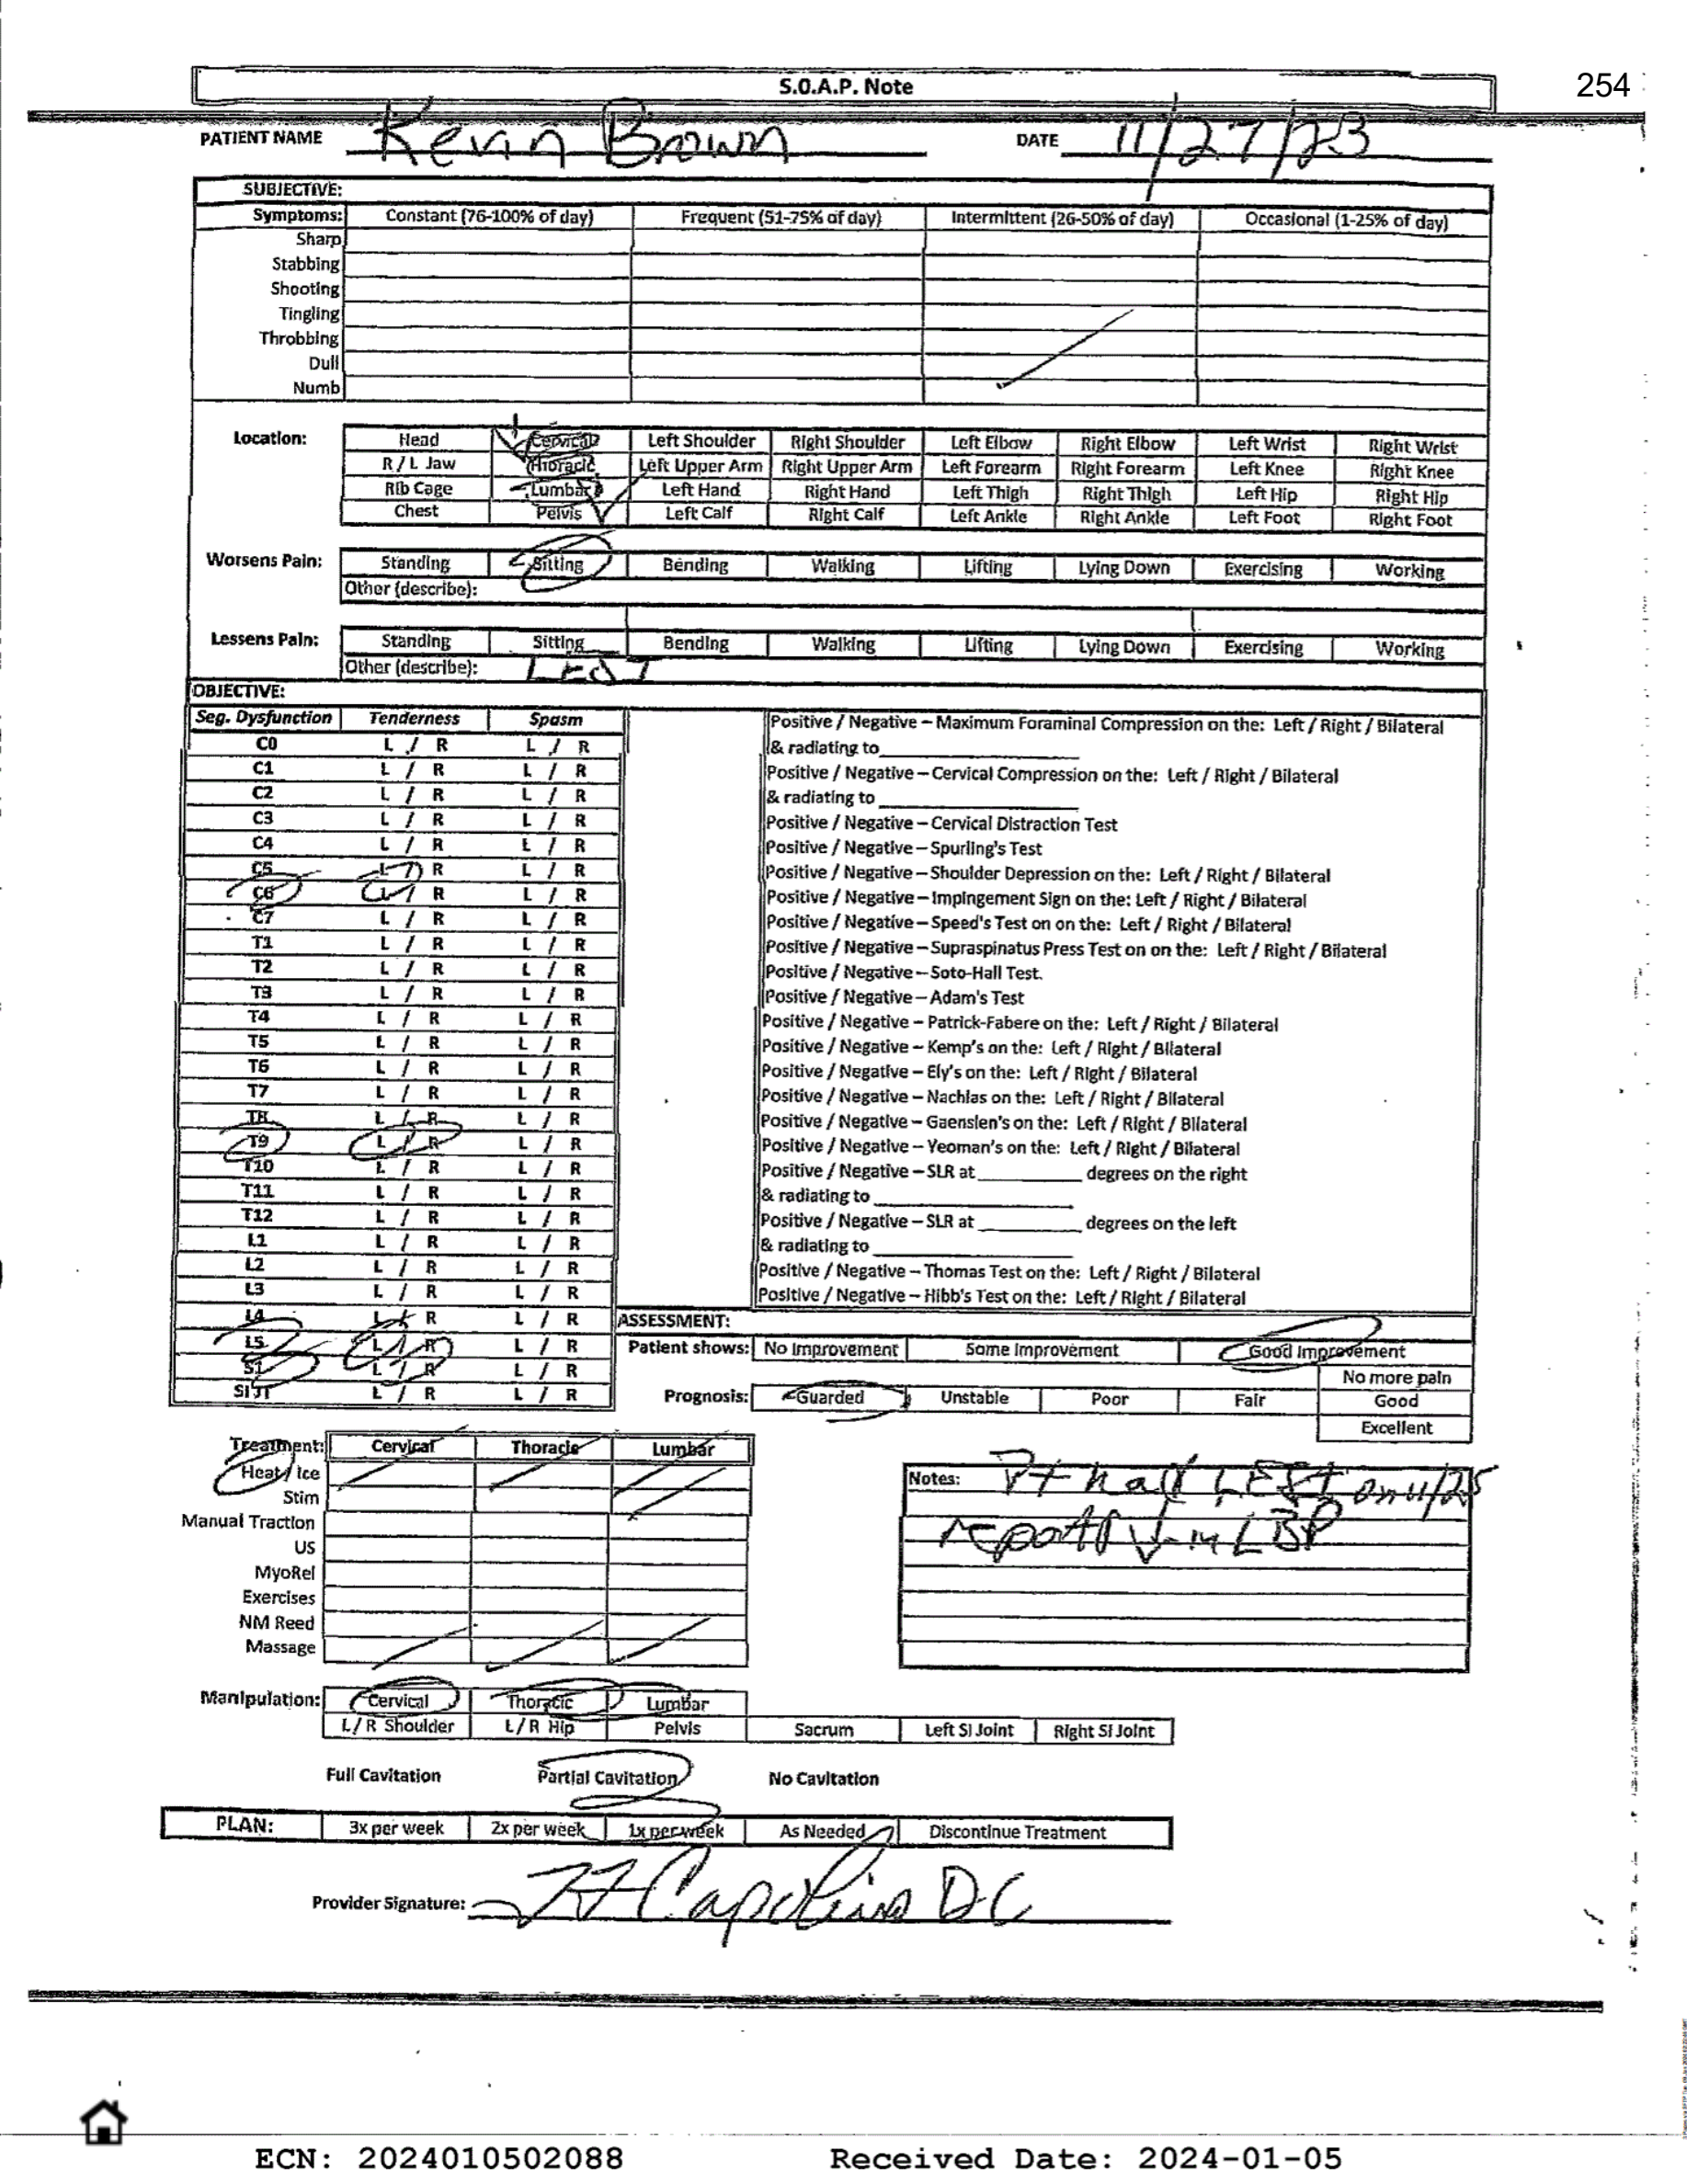 S.O.A.P. Note
254
PATIENT NAME Kevin Brown DATE 11/27/23
SUBJECTIVE:
Symptoms: Constant (76-100% of day) Frequent (51-75% of day) Intermittent (26-50% of day) Occasional (1-25% of day)
Sharp
Stabbing
Shooting
Tingling
Throbbing
Dull
Numb
Location: Head Cervical Left Shoulder Right Shoulder Left Elbow Right Elbow Left Wrist Right Wrist
R / L Jaw Thoracic Left Upper Arm Right Upper Arm Left Forearm Right Forearm Left Knee Right Knee
Rib Cage Lumbar Left Hand Right Hand Left Thigh Right Thigh Left Hip Right Hip
Chest Pelvis Left Calf Right Calf Left Ankle Right Ankle Left Foot Right Foot
Worsens Pain: Standing Sitting Bending Walking Lifting Lying Down Exercising Working
Other (describe):
Lessens Pain: Standing Sitting Bending Walking Lifting Lying Down Exercising Working
Other (describe):
OBJECTIVE:
Seg. Dysfunction Tenderness Spasm
C0 L / R L / R
C1 L / R L / R
C2 L / R L / R
C3 L / R L / R
C4 L / R L / R
C5 L / R L / R
C6 L / R L / R
C7 L / R L / R
T1 L / R L / R
T2 L / R L / R
T3 L / R L / R
T4 L / R L / R
T5 L / R L / R
T6 L / R L / R
T7 L / R L / R
T8 L / R L / R
T9 L / R L / R
T10 L / R L / R
T11 L / R L / R
T12 L / R L / R
L1 L / R L / R
L2 L / R L / R
L3 L / R L / R
L4 L / R L / R
L5 L / R L / R
S1 L / R L / R
SI JT L / R L / R
Positive / Negative – Maximum Foraminal Compression on the: Left / Right / Bilateral
& radiating to
Positive / Negative – Cervical Compression on the: Left / Right / Bilateral
& radiating to
Positive / Negative – Cervical Distraction Test
Positive / Negative – Spurling's Test
Positive / Negative – Shoulder Depression on the: Left / Right / Bilateral
Positive / Negative – Impingement Sign on the: Left / Right / Bilateral
Positive / Negative – Speed's Test on on the: Left / Right / Bilateral
Positive / Negative – Supraspinatus Press Test on on the: Left / Right / Bilateral
Positive / Negative – Soto-Hall Test.
Positive / Negative – Adam's Test
Positive / Negative – Patrick-Fabere on the: Left / Right / Bilateral
Positive / Negative – Kemp's on the: Left / Right / Bilateral
Positive / Negative – Ely's on the: Left / Right / Bilateral
Positive / Negative – Nachlas on the: Left / Right / Bilateral
Positive / Negative – Gaenslen's on the: Left / Right / Bilateral
Positive / Negative – Yeoman's on the: Left / Right / Bilateral
Positive / Negative – SLR at degrees on the right
& radiating to
Positive / Negative – SLR at degrees on the left
& radiating to
Positive / Negative – Thomas Test on the: Left / Right / Bilateral
Positive / Negative – Hibb's Test on the: Left / Right / Bilateral
ASSESSMENT:
Patient shows: No Improvement Some Improvement Good Improvement
No more pain
Prognosis: Guarded Unstable Poor Fair Good
Excellent
Treatment: Cervical Thoracic Lumbar
Heat / Ice
Stim
Manual Traction
US
MyoRel
Exercises
NM Reed
Massage
Notes: Pt had LESI on 11/25
reports ↓ in LBP
Manipulation: Cervical Thoracic Lumbar
L / R Shoulder L / R Hip Pelvis Sacrum Left SI Joint Right SI Joint
Full Cavitation Partial Cavitation No Cavitation
PLAN: 3x per week 2x per week 1x per week As Needed Discontinue Treatment
Provider Signature: DC
ECN: 2024010502088 Received Date: 2024-01-05